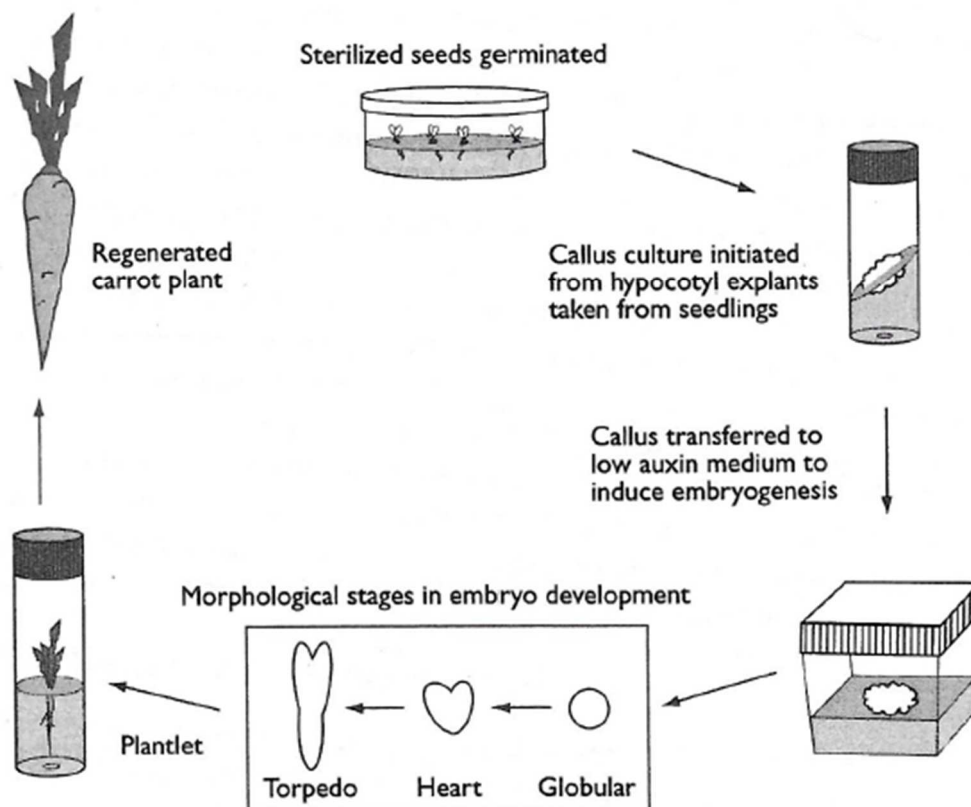 Sterilized seeds germinated
Regenerated
carrot plant
Callus culture initiated
from hypocotyl explants
taken from seedlings
Callus transferred to
low auxin medium to
induce embryogenesis
Morphological stages in embryo development
Plantlet
Torpedo
Heart
Globular